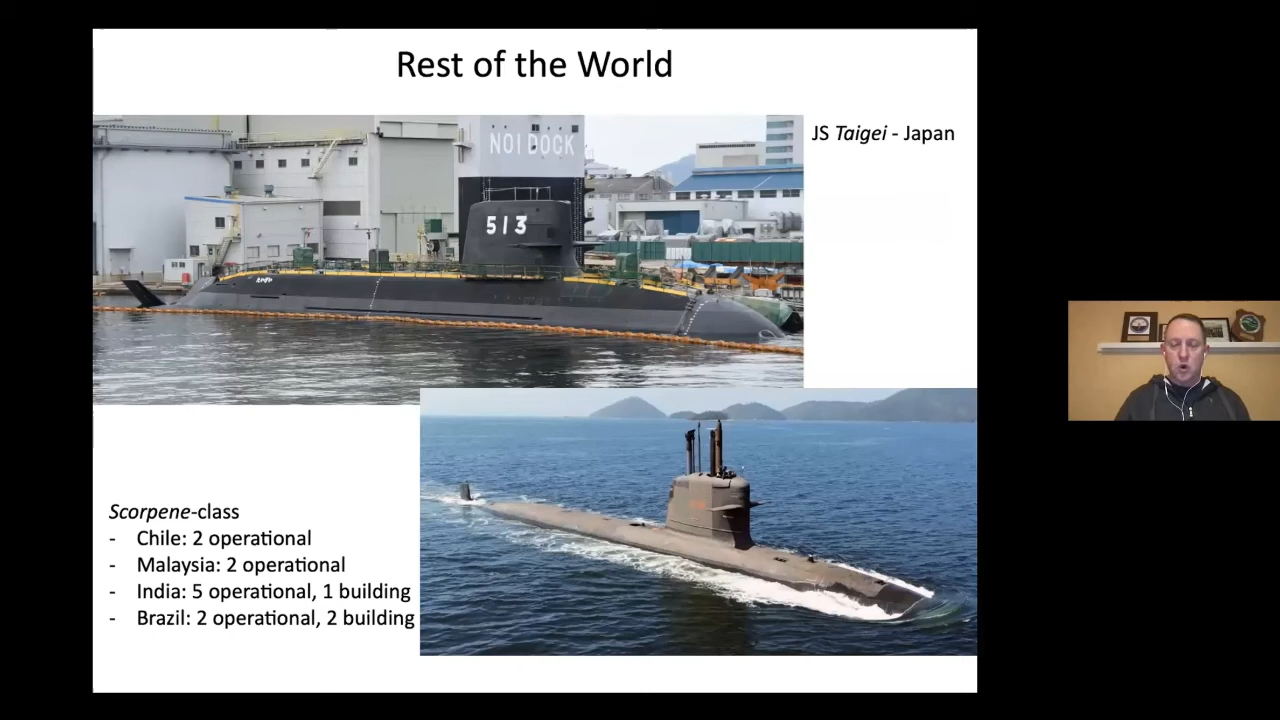 Rest of the World
JS Taigei - Japan
NO1 DOCK
513
Scorpene-class
- Chile: 2 operational
- Malaysia: 2 operational
- India: 5 operational, 1 building
- Brazil: 2 operational, 2 building